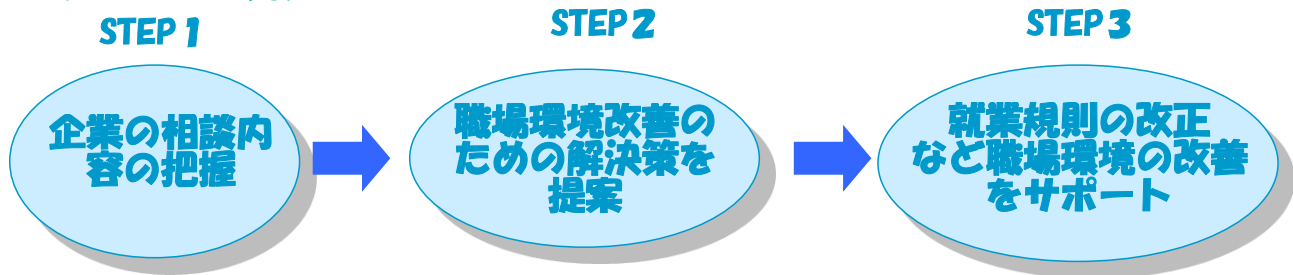 STEP 1
企業の相談内
容の把握
STEP 2
職場環境改善の
ための解決策を
提案
STEP 3
就業規則の改正
など職場環境の改善
をサポート